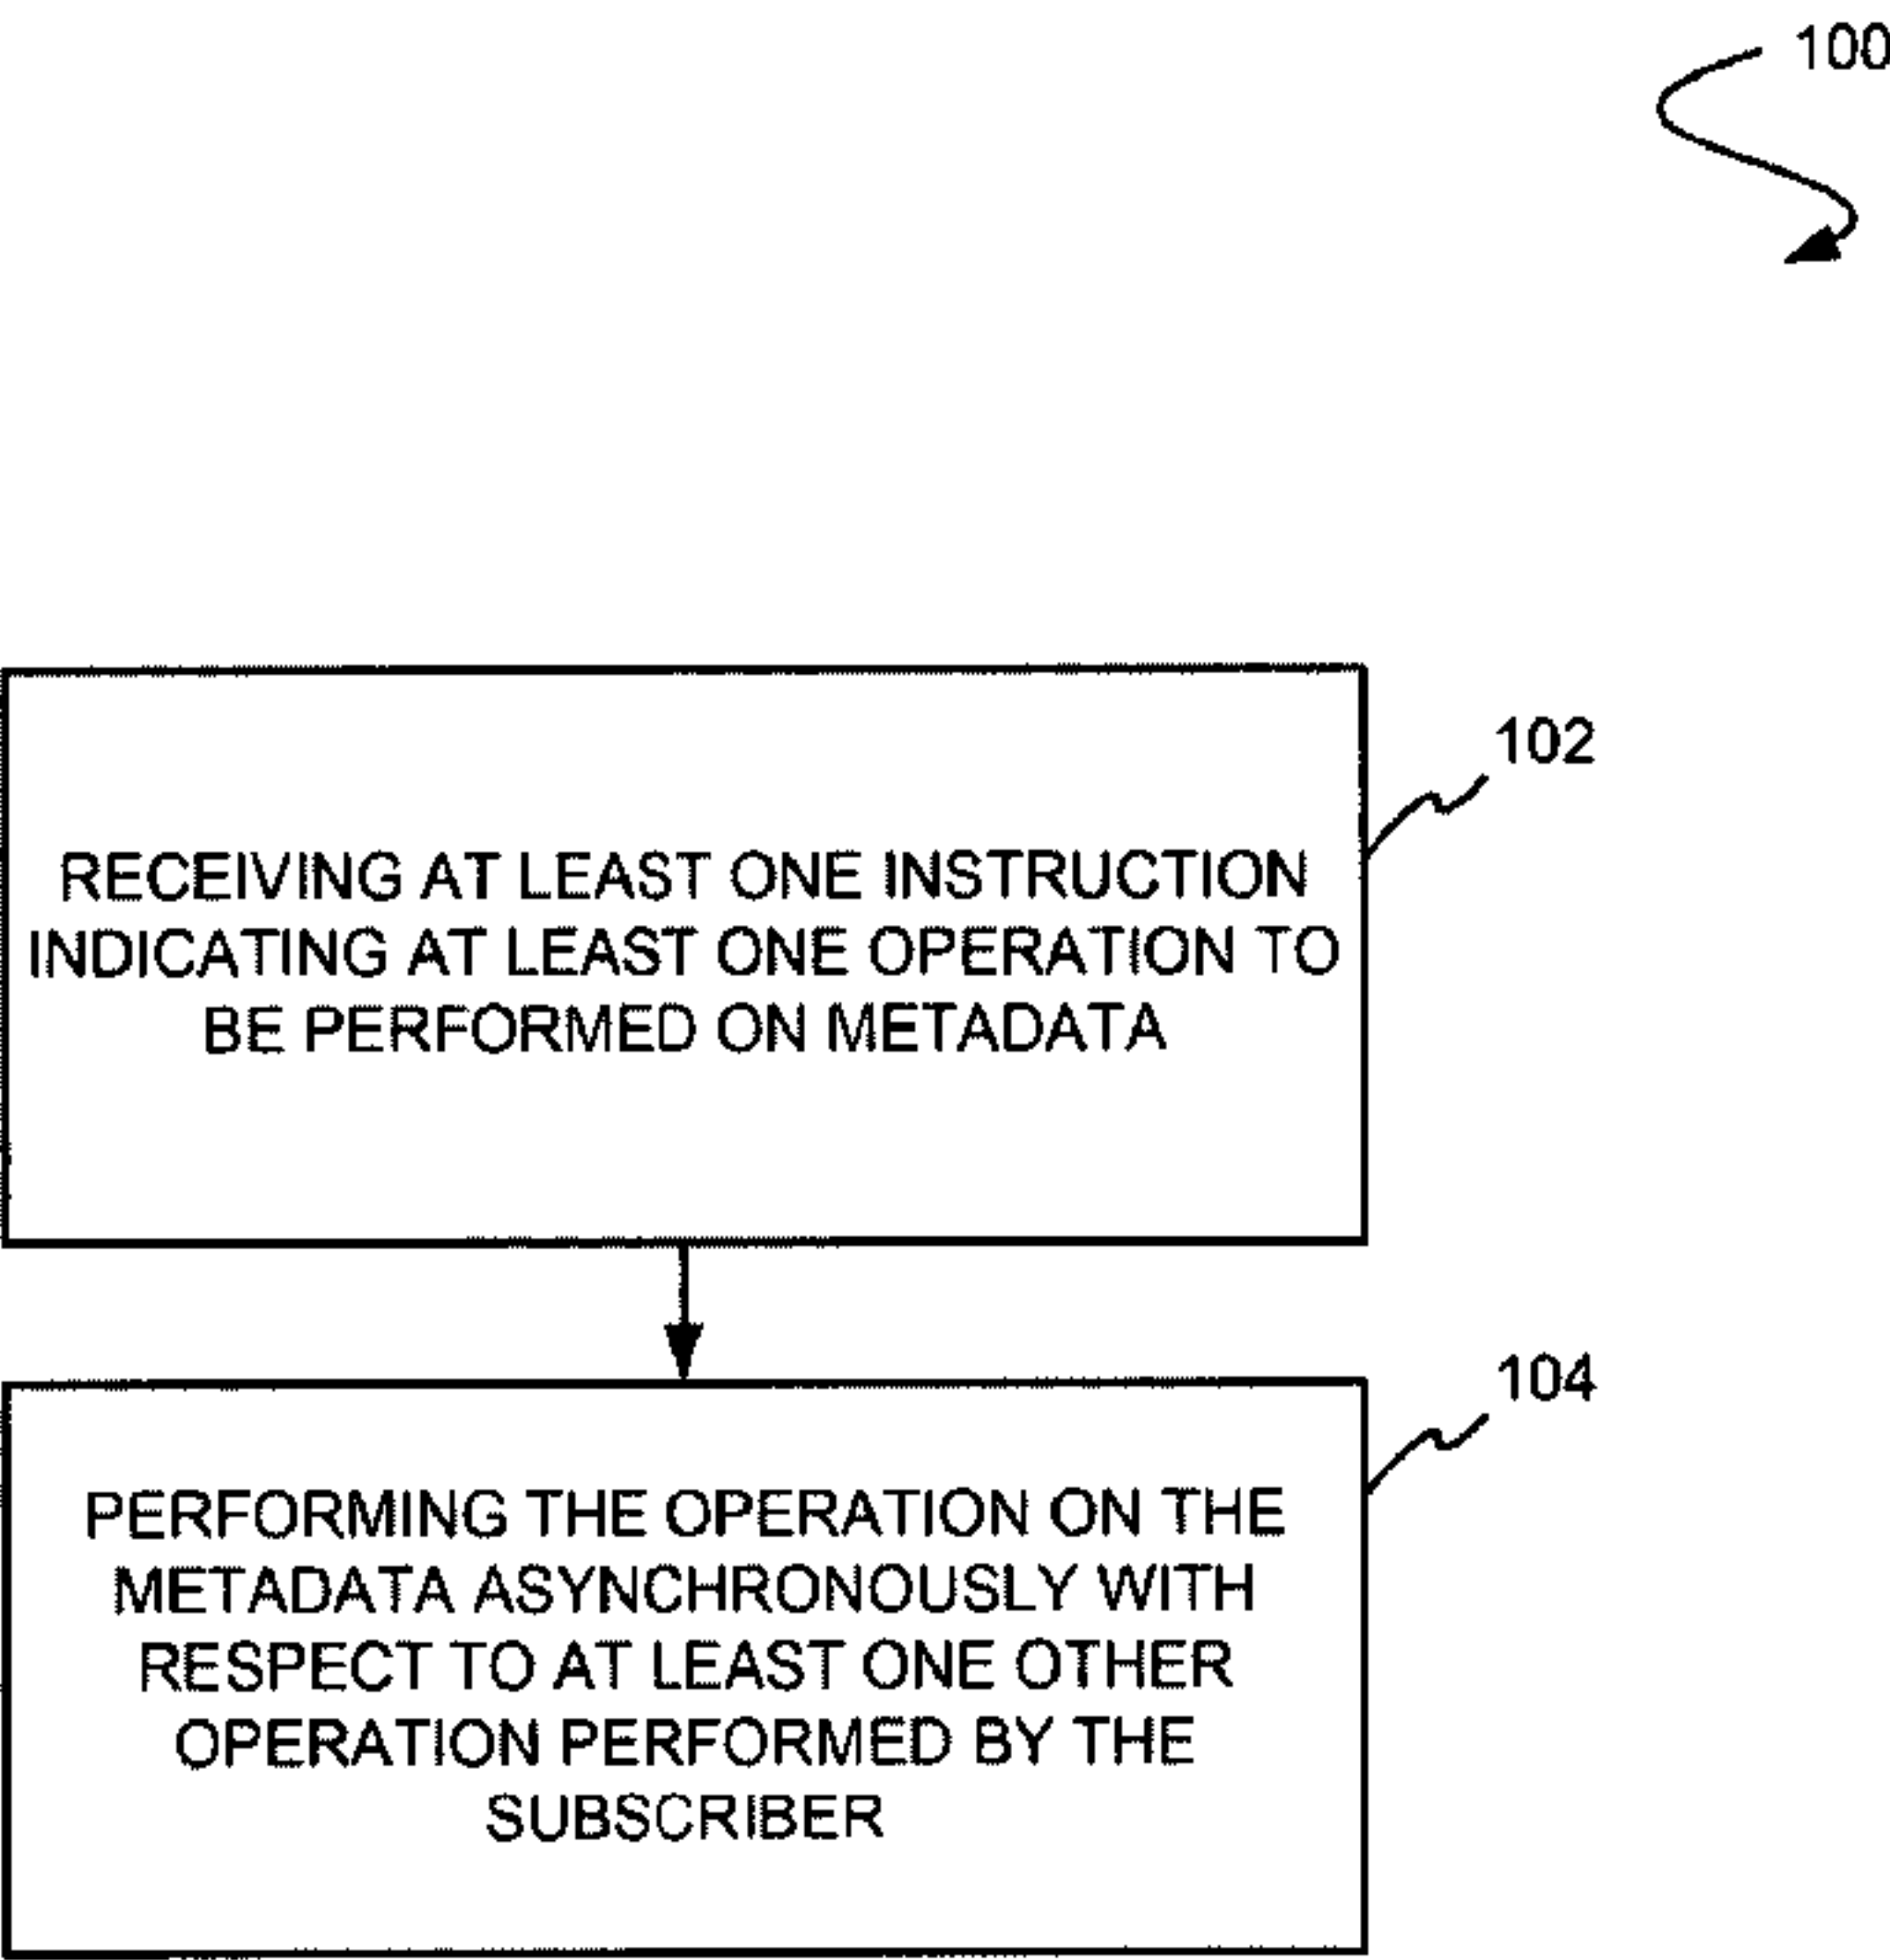 100
102
RECEIVING AT LEAST ONE INSTRUCTION
INDICATING AT LEAST ONE OPERATION TO
BE PERFORMED ON METADATA
104
PERFORMING THE OPERATION ON THE
METADATA ASYNCHRONOUSLY WITH
RESPECT TO AT LEAST ONE OTHER
OPERATION PERFORMED BY THE
SUBSCRIBER